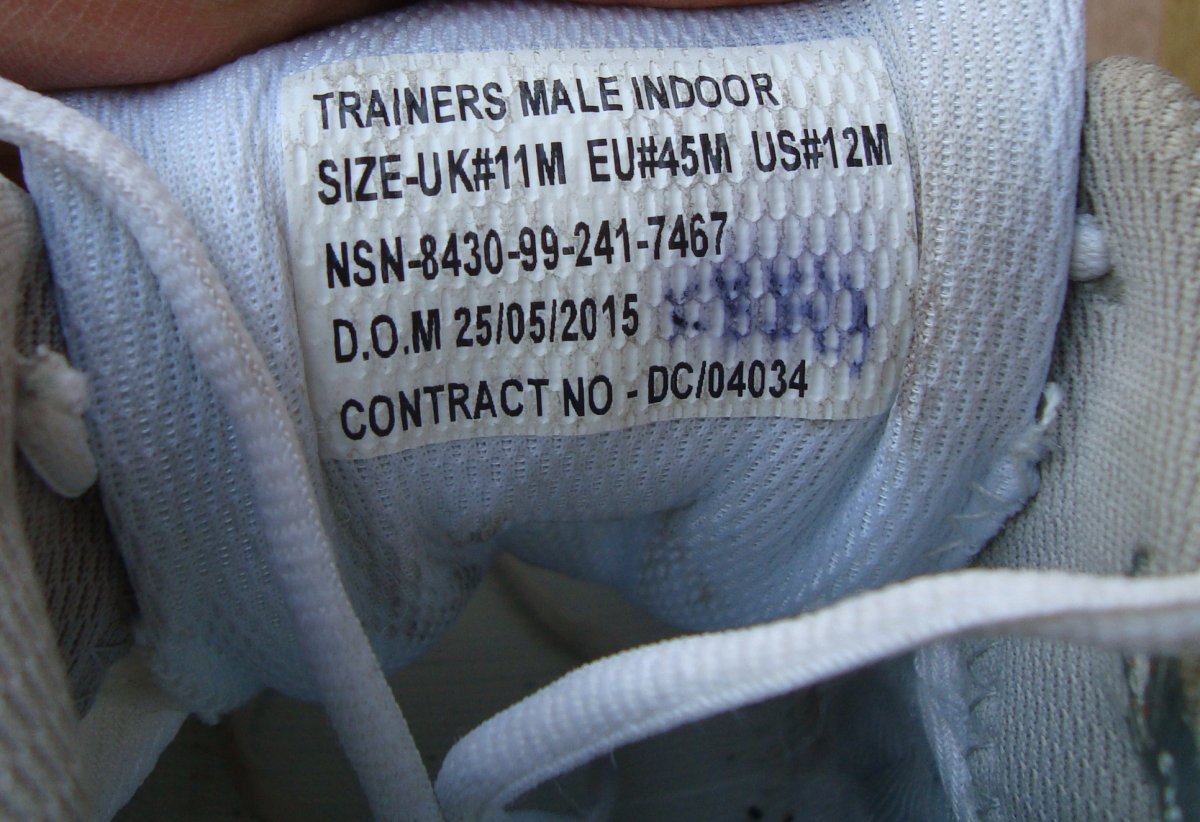 TRAINERS MALE INDOOR
SIZE-UK#11M EU#45M US#12M
NSN-8430-99-241-7467
D.O.M 25/05/2015
CONTRACT NO - DC/04034